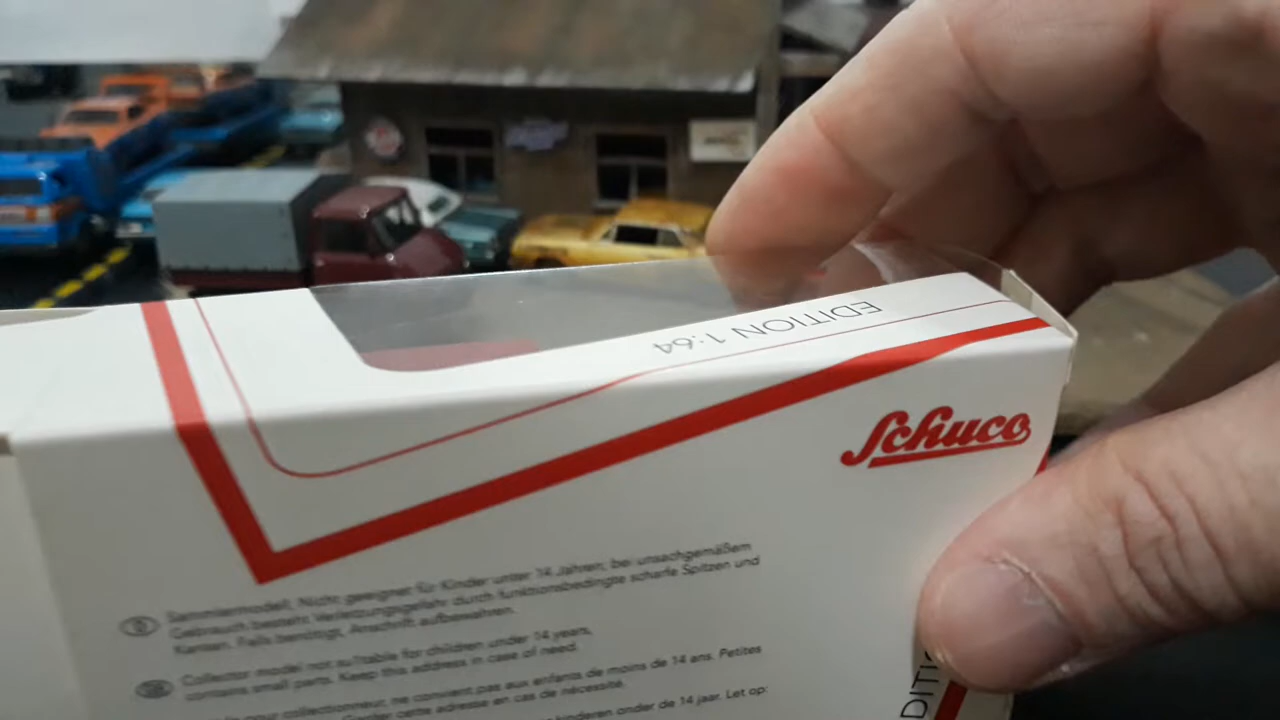 EDITION 1:64
Schuco
Sammlermodell. Nicht geeignet für Kinder unter 14 Jahren; bei unsachgemäßem
Gebrauch besteht Verletzungsgefahr durch funktionsbedingte scharfe Spitzen und
Kanten. Falls benötigt, Anschrift aufbewahren.
Collector model not suitable for children under 14 years,
contains small parts. Keep this address in case of need.
pour collectionneur, ne convient pas aux enfants de moins de 14 ans. Petites
Garder cette adresse en cas de nécessité.
kinderen onder de 14 jaar. Let op:
DITIO